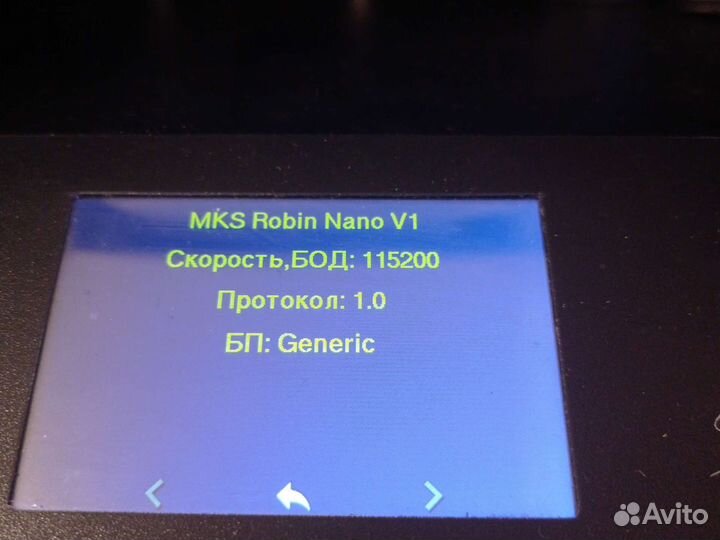 MKS Robin Nano V1
Скорость,БОД: 115200
Протокол: 1.0
БП: Generic
Avito